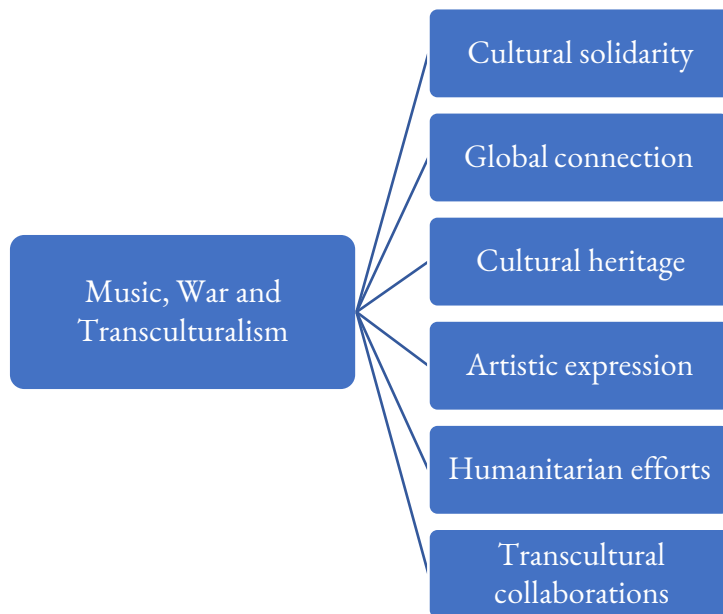 Cultural solidarity
Global connection
Music, War and
Transculturalism
Cultural heritage
Artistic expression
Humanitarian efforts
Transcultural
collaborations